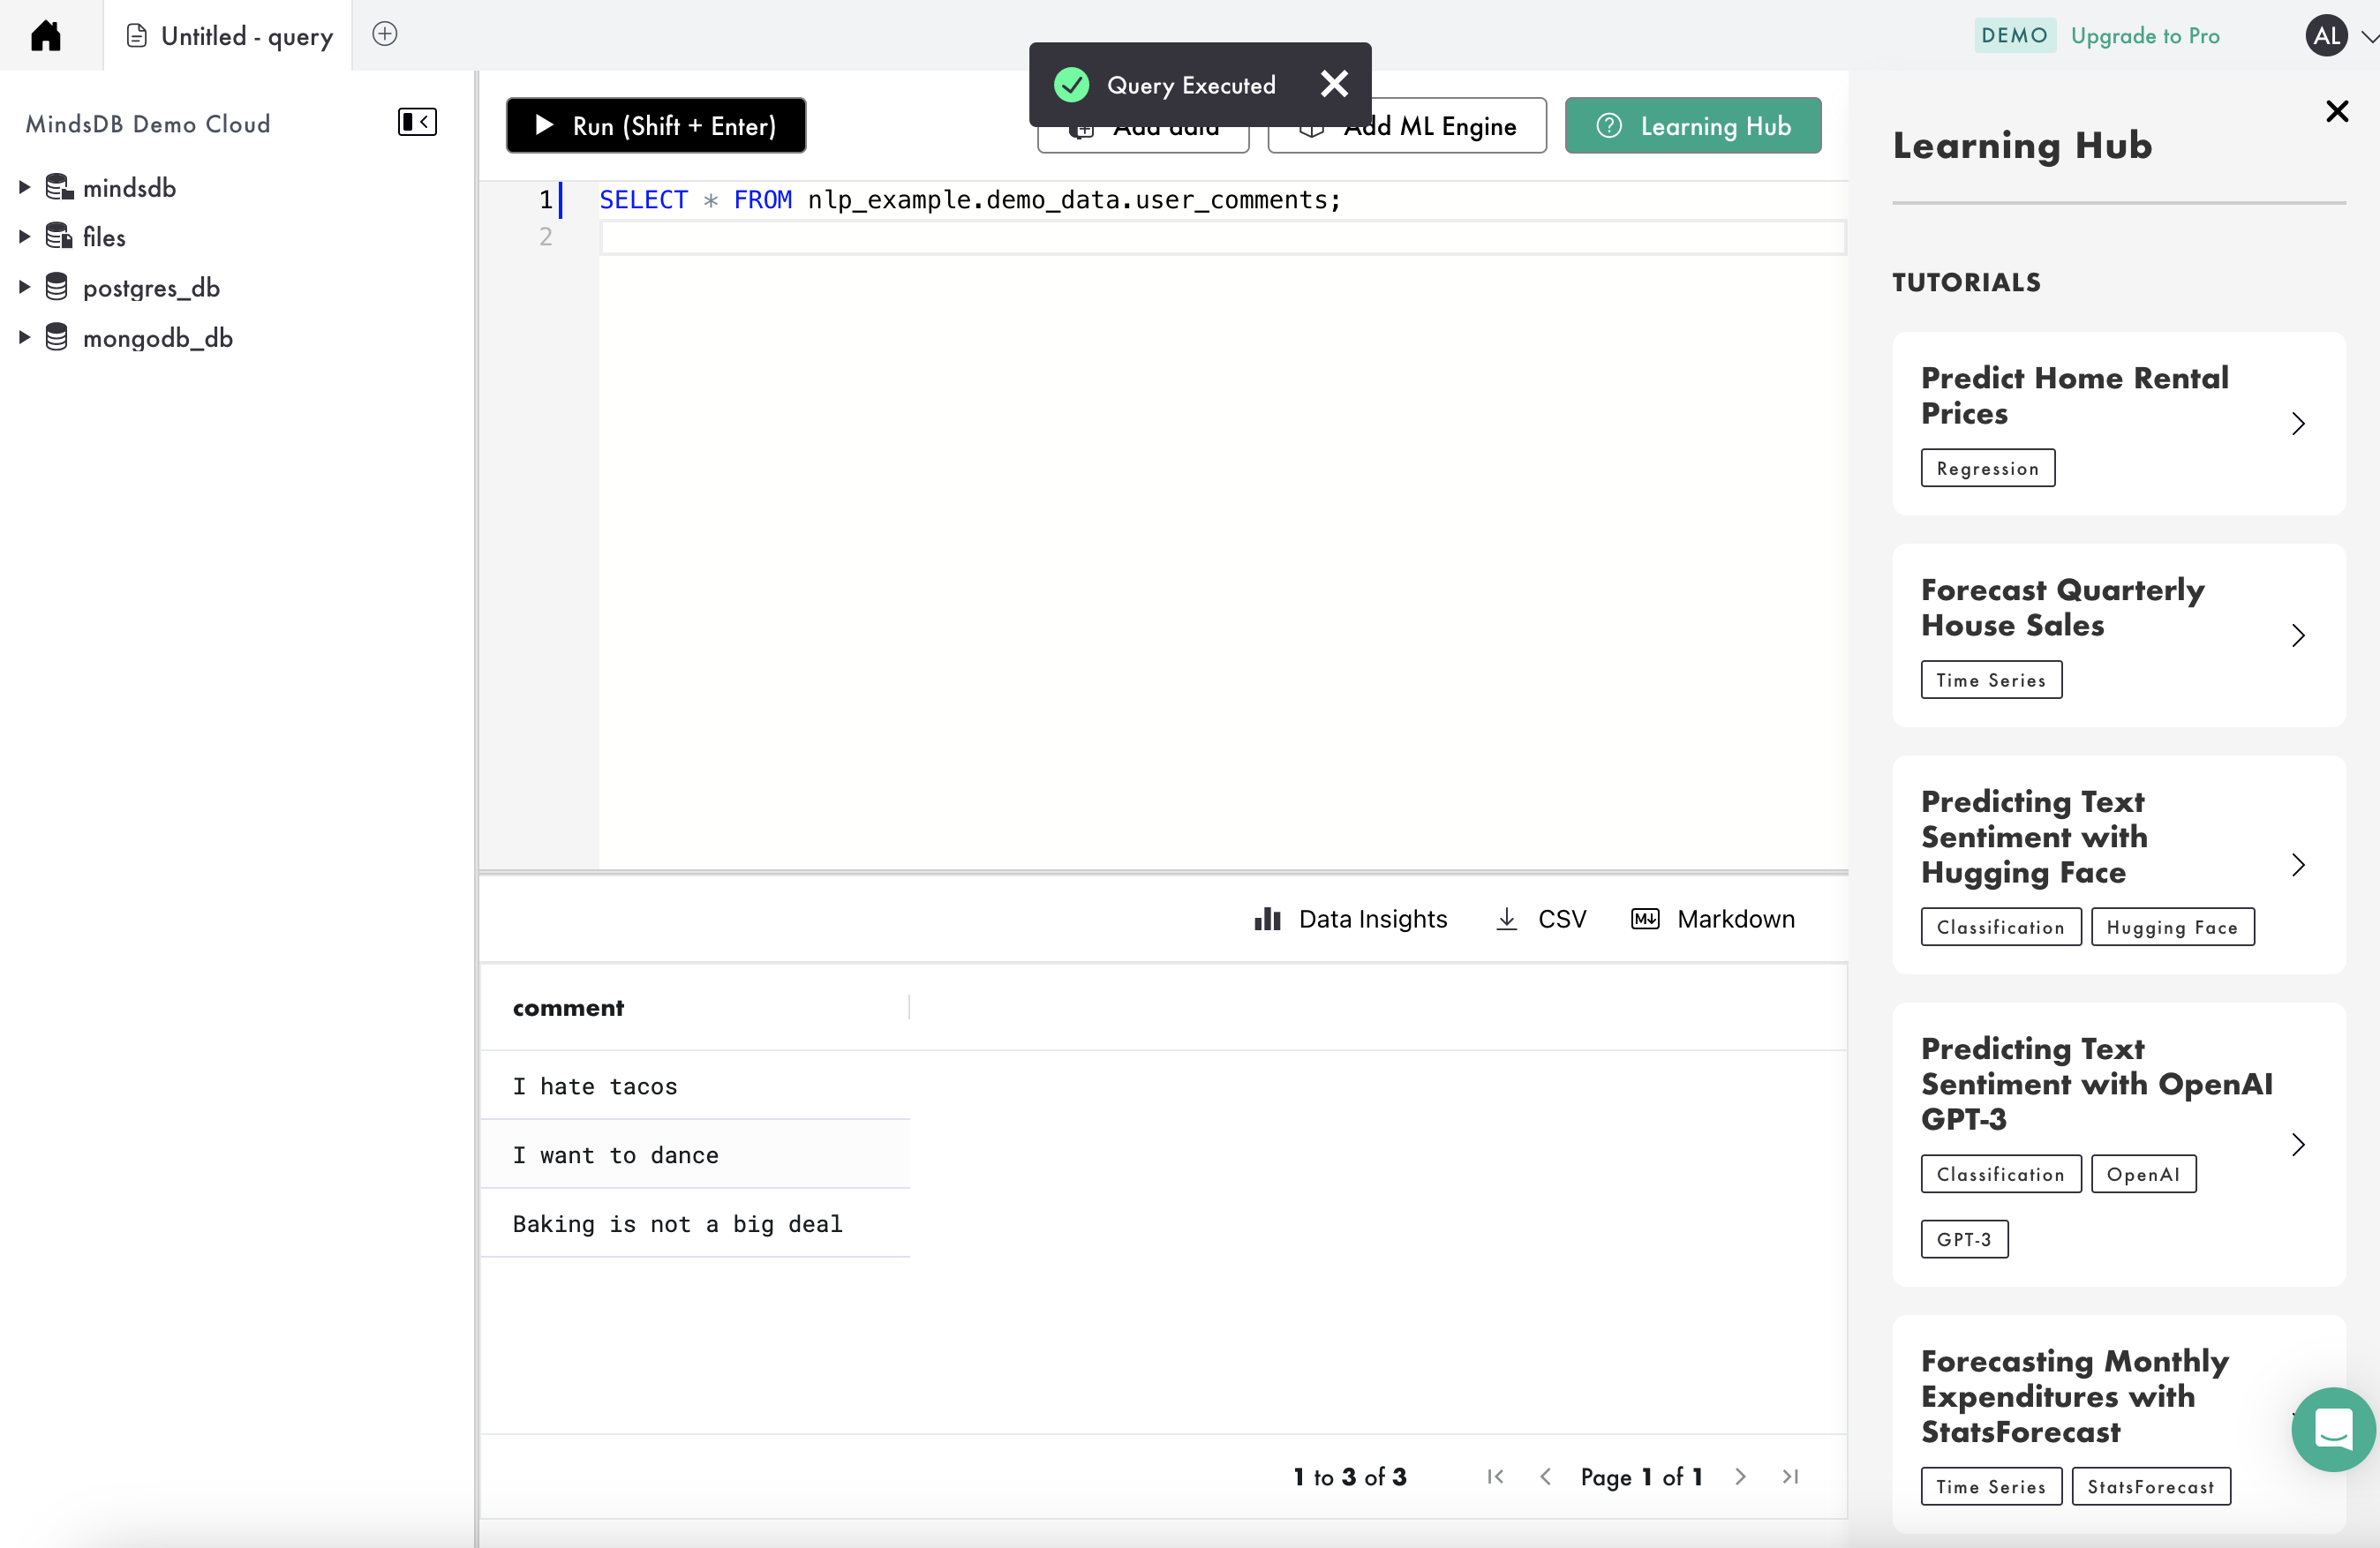 Untitled - query
DEMO Upgrade to Pro AL
Query Executed
MindsDB Demo Cloud
mindsdb
files
postgres_db
mongodb_db
Run (Shift + Enter)
Add data
Add ML Engine
Learning Hub
1 SELECT * FROM nlp_example.demo_data.user_comments;
2
Data Insights CSV Markdown
comment
I hate tacos
I want to dance
Baking is not a big deal
1 to 3 of 3 Page 1 of 1
Learning Hub
TUTORIALS
Predict Home Rental
Prices
Regression
Forecast Quarterly
House Sales
Time Series
Predicting Text
Sentiment with
Hugging Face
Classification Hugging Face
Predicting Text
Sentiment with OpenAI
GPT-3
Classification OpenAI
GPT-3
Forecasting Monthly
Expenditures with
StatsForecast
Time Series StatsForecast